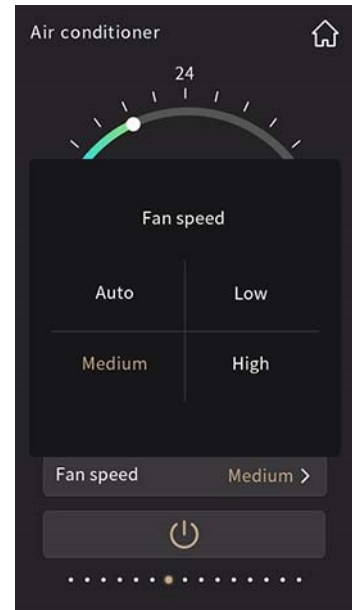 Air conditioner
24
Fan speed
Auto Low
Medium High
Fan speed Medium